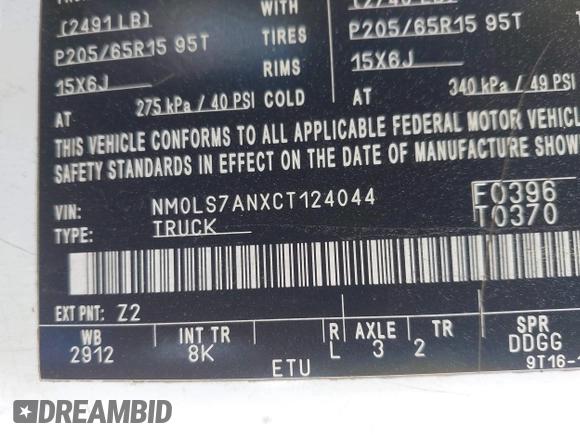 (2491 LB) WITH
P205/65R15 95T TIRES P205/65R15 95T
15X6J RIMS 15X6J
AT 275 kPa / 40 PSI COLD AT 340 kPa / 49 PSI
THIS VEHICLE CONFORMS TO ALL APPLICABLE FEDERAL MOTOR
SAFETY STANDARDS IN EFFECT ON THE DATE OF MANUFACTURE
VIN: NM0LS7ANXCT124044 F0396
TYPE: TRUCK T0370
EXT PNT: Z2
WB INT TR R AXLE TR SPR
2912 8K L 3 2 DDGG
ETU 9T16-
DREAMBID